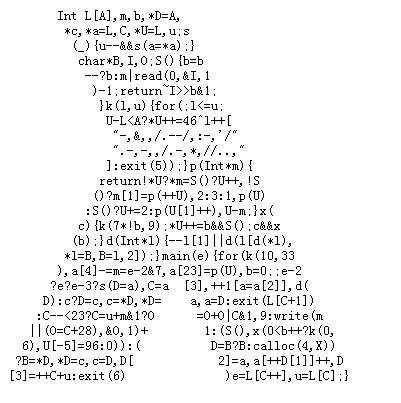 Int L[A],m,b,*D=A,
*c,*a=L,C,*U=L,u;s
(_){u--&&s(a=*a);}
char*B,I,O;S(){b=b
--?b:m|read(0,&I,1
)-1;return~I>>b&1;
}k(l,u){for(;l<=u;
U-L<A?*U++=46^l++[
"-,&,,/.--/,:-,'/"
".-,-,,/.-,*,//..,"
]:exit(5));}p(Int*m){
return!*U?*m=S()?U++,!S
()?m[1]=p(++U),2:3:1,p(U)
:S()?U+=2:p(U[1]++),U-m;}x(
c){k(7*!b,9);*U++=b&&S();c&&x
(b);}d(Int*l){--l[1]||d(l[d(*l),
*l=B,B=l,2]);}main(e){for(k(10,33
),a[4]-=m=e-2&7,a[23]=p(U),b=0;;e-2
?e?e-3?s(D=a),C=a [3],++1[a=a[2]],d(
D):c?D=c,c=*D,*D= a,a=D:exit(L[C+1])
:C--<23?C=u+m&1?O =O+O|C&1,9:write(m
||(O=C+28),&O,1)+ 1:(S(),x(0<b++?k(0,
6),U[-5]=96:0)):( D=B?B:calloc(4,X))
?B=*D,*D=c,c=D,D[ 2]=a,a[++D[1]]++,D
[3]=++C+u:exit(6) )e=L[C++],u=L[C];}